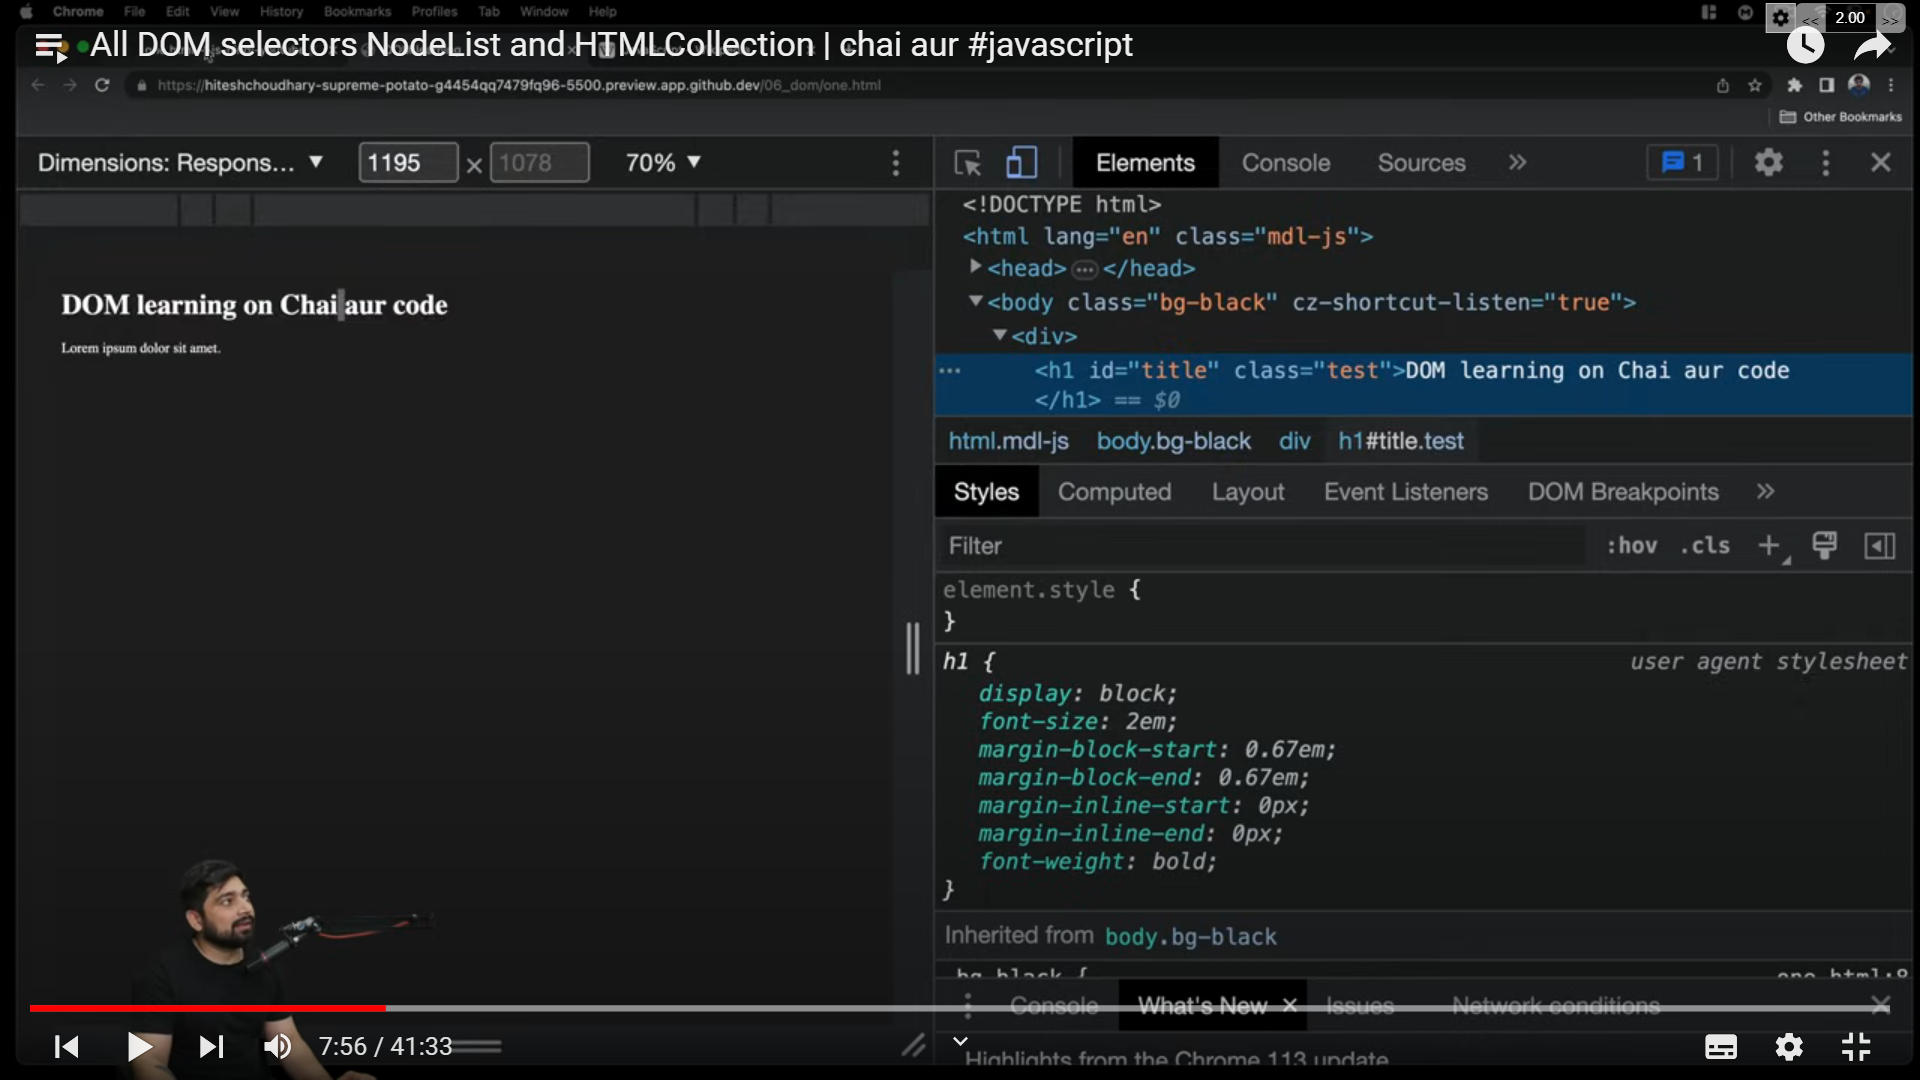 Chrome File Edit View History Bookmarks Profiles Tab Window Help
<< 2.00 >>
All DOM selectors NodeList and HTMLCollection | chai aur #javascript
https://hiteshchoudhary-supreme-potato-g4454qq7479fq96-5500.preview.app.github.dev/06_dom/one.html
Other Bookmarks
Dimensions: Respons... ▼ 1195 × 1078 70% ▼
Elements Console Sources » 1
<!DOCTYPE html>
<html lang="en" class="mdl-js">
<head> ••• </head>
<body class="bg-black" cz-shortcut-listen="true">
<div>
••• <h1 id="title" class="test">DOM learning on Chai aur code
</h1> == $0
html.mdl-js body.bg-black div h1#title.test
Styles Computed Layout Event Listeners DOM Breakpoints »
Filter :hov .cls +
element.style {
}
h1 { user agent stylesheet
display: block;
font-size: 2em;
margin-block-start: 0.67em;
margin-block-end: 0.67em;
margin-inline-start: 0px;
margin-inline-end: 0px;
font-weight: bold;
}
Inherited from body.bg-black
.bg-black { one.html:8
Console What's New × Issues Network conditions
Highlights from the Chrome 113 update
DOM learning on Chai aur code
Lorem ipsum dolor sit amet.
7:56 / 41:33